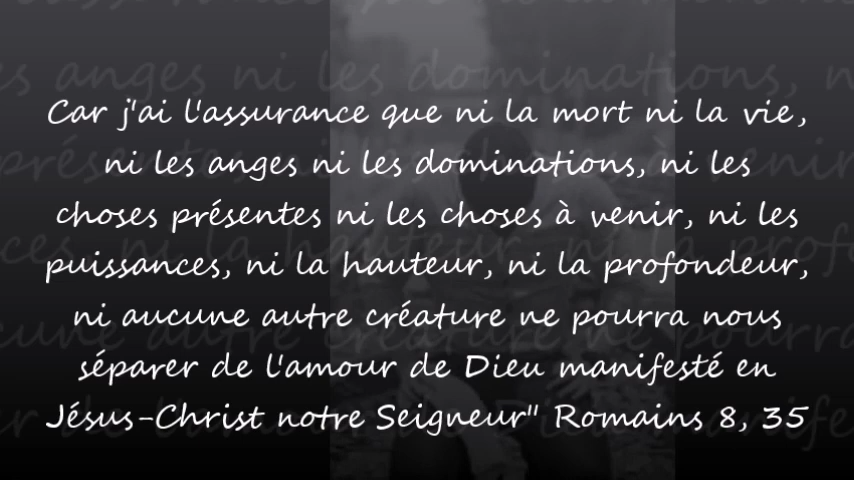 Car j'ai l'assurance que ni la mort ni la vie,
ni les anges ni les dominations, ni les
choses présentes ni les choses à venir, ni les
puissances, ni la hauteur, ni la profondeur,
ni aucune autre créature ne pourra nous
séparer de l'amour de Dieu manifesté en
Jésus-Christ notre Seigneur" Romains 8, 35